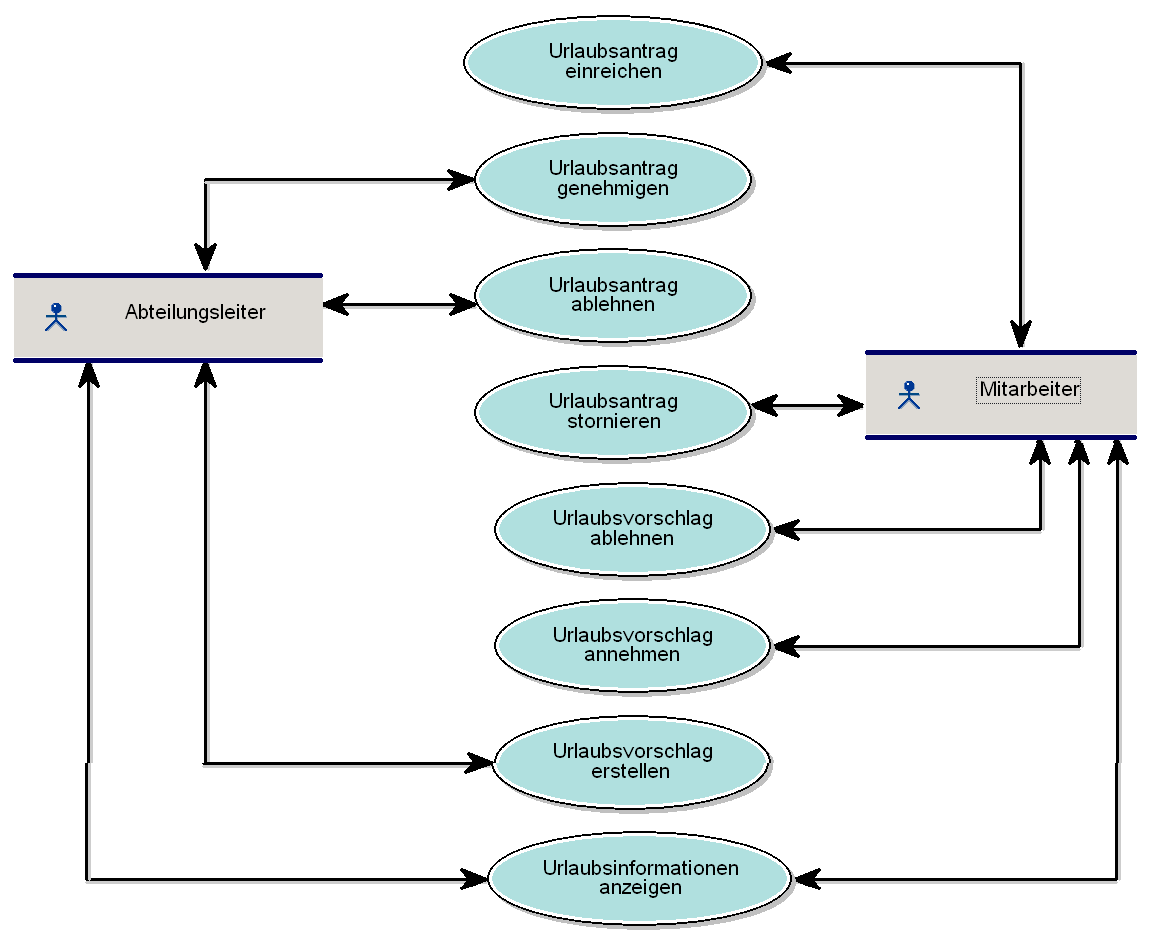 Urlaubsantrag
einreichen
Urlaubsantrag
genehmigen
Urlaubsantrag
ablehnen
Abteilungsleiter
Urlaubsantrag
stornieren
Mitarbeiter
Urlaubsvorschlag
ablehnen
Urlaubsvorschlag
annehmen
Urlaubsvorschlag
erstellen
Urlaubsinformationen
anzeigen